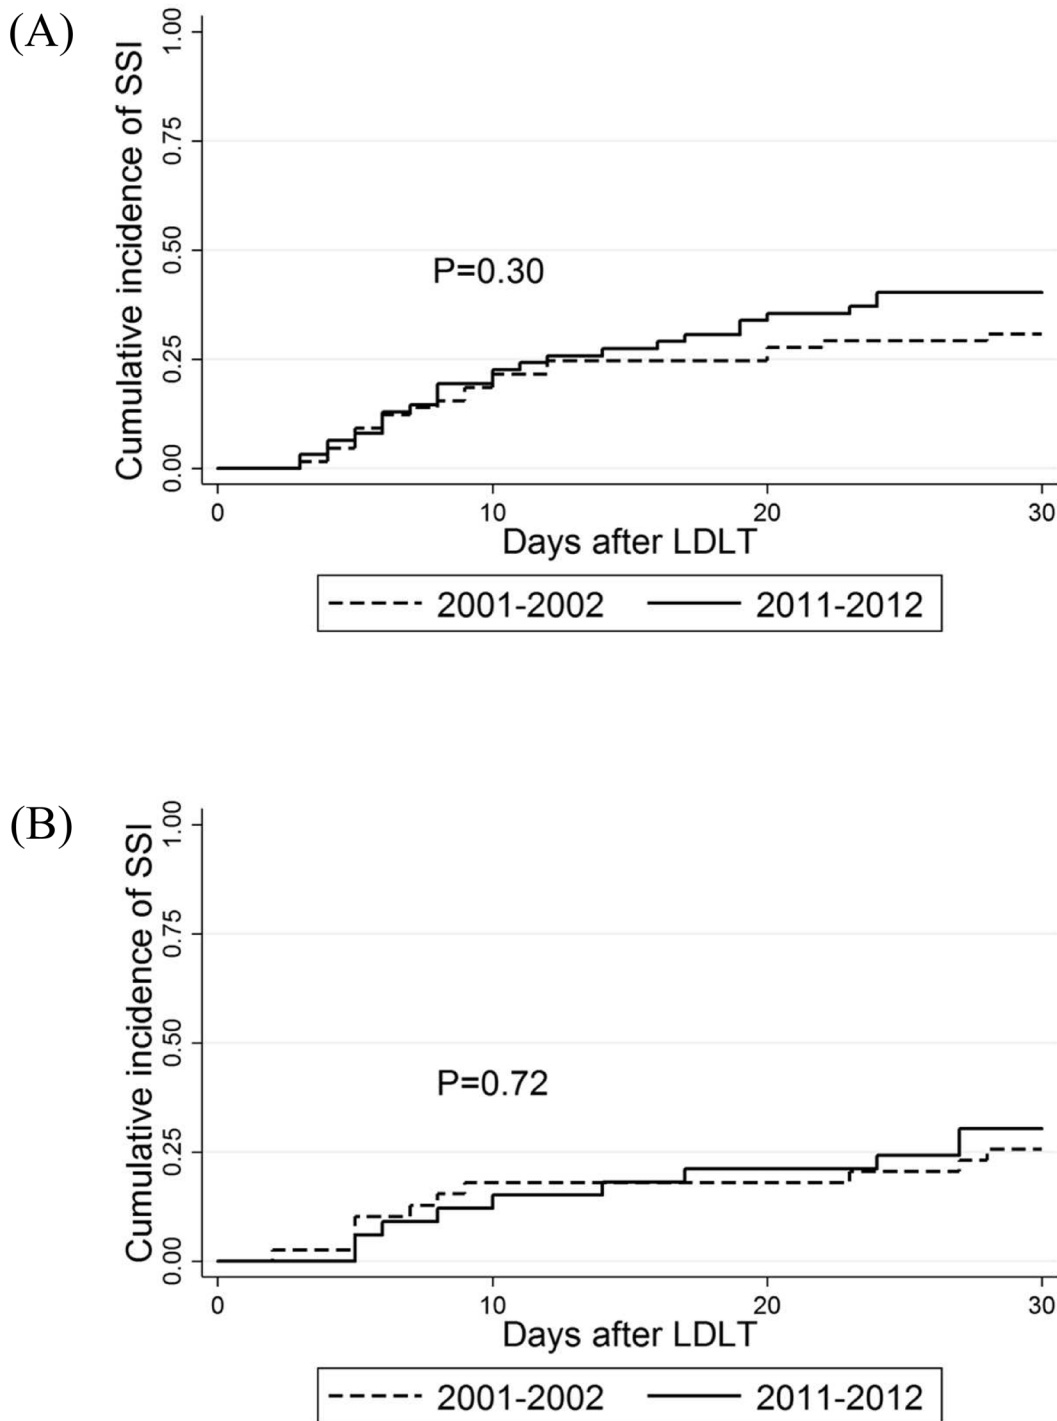 (A)
Cumulative incidence of SSI
1.00
0.75
0.50
0.25
0.00
P=0.30
0 10 20 30
Days after LDLT
2001-2002 2011-2012
(B)
Cumulative incidence of SSI
1.00
0.75
0.50
0.25
0.00
P=0.72
0 10 20 30
Days after LDLT
2001-2002 2011-2012